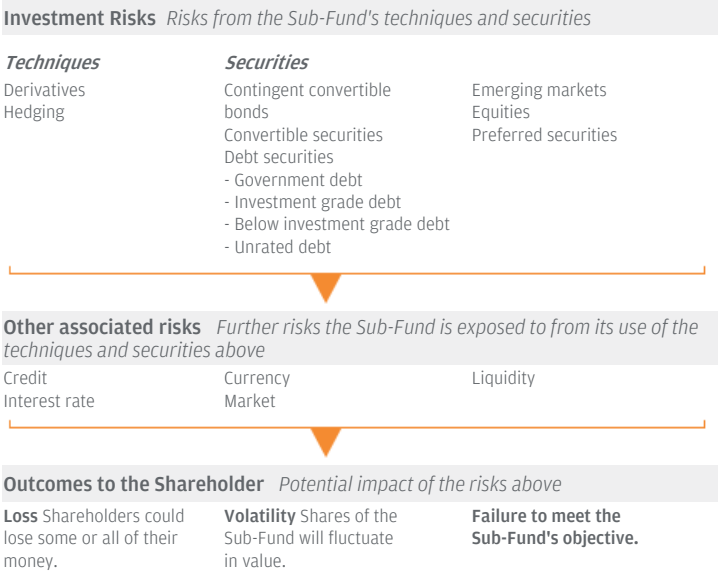 Investment Risks Risks from the Sub-Fund's techniques and securities
Techniques
Derivatives
Hedging
Securities
Contingent convertible
bonds
Convertible securities
Debt securities
- Government debt
- Investment grade debt
- Below investment grade debt
- Unrated debt
Emerging markets
Equities
Preferred securities
Other associated risks Further risks the Sub-Fund is exposed to from its use of the
techniques and securities above
Credit
Interest rate
Currency
Market
Liquidity
Outcomes to the Shareholder Potential impact of the risks above
Loss Shareholders could
lose some or all of their
money.
Volatility Shares of the
Sub-Fund will fluctuate
in value.
Failure to meet the
Sub-Fund's objective.